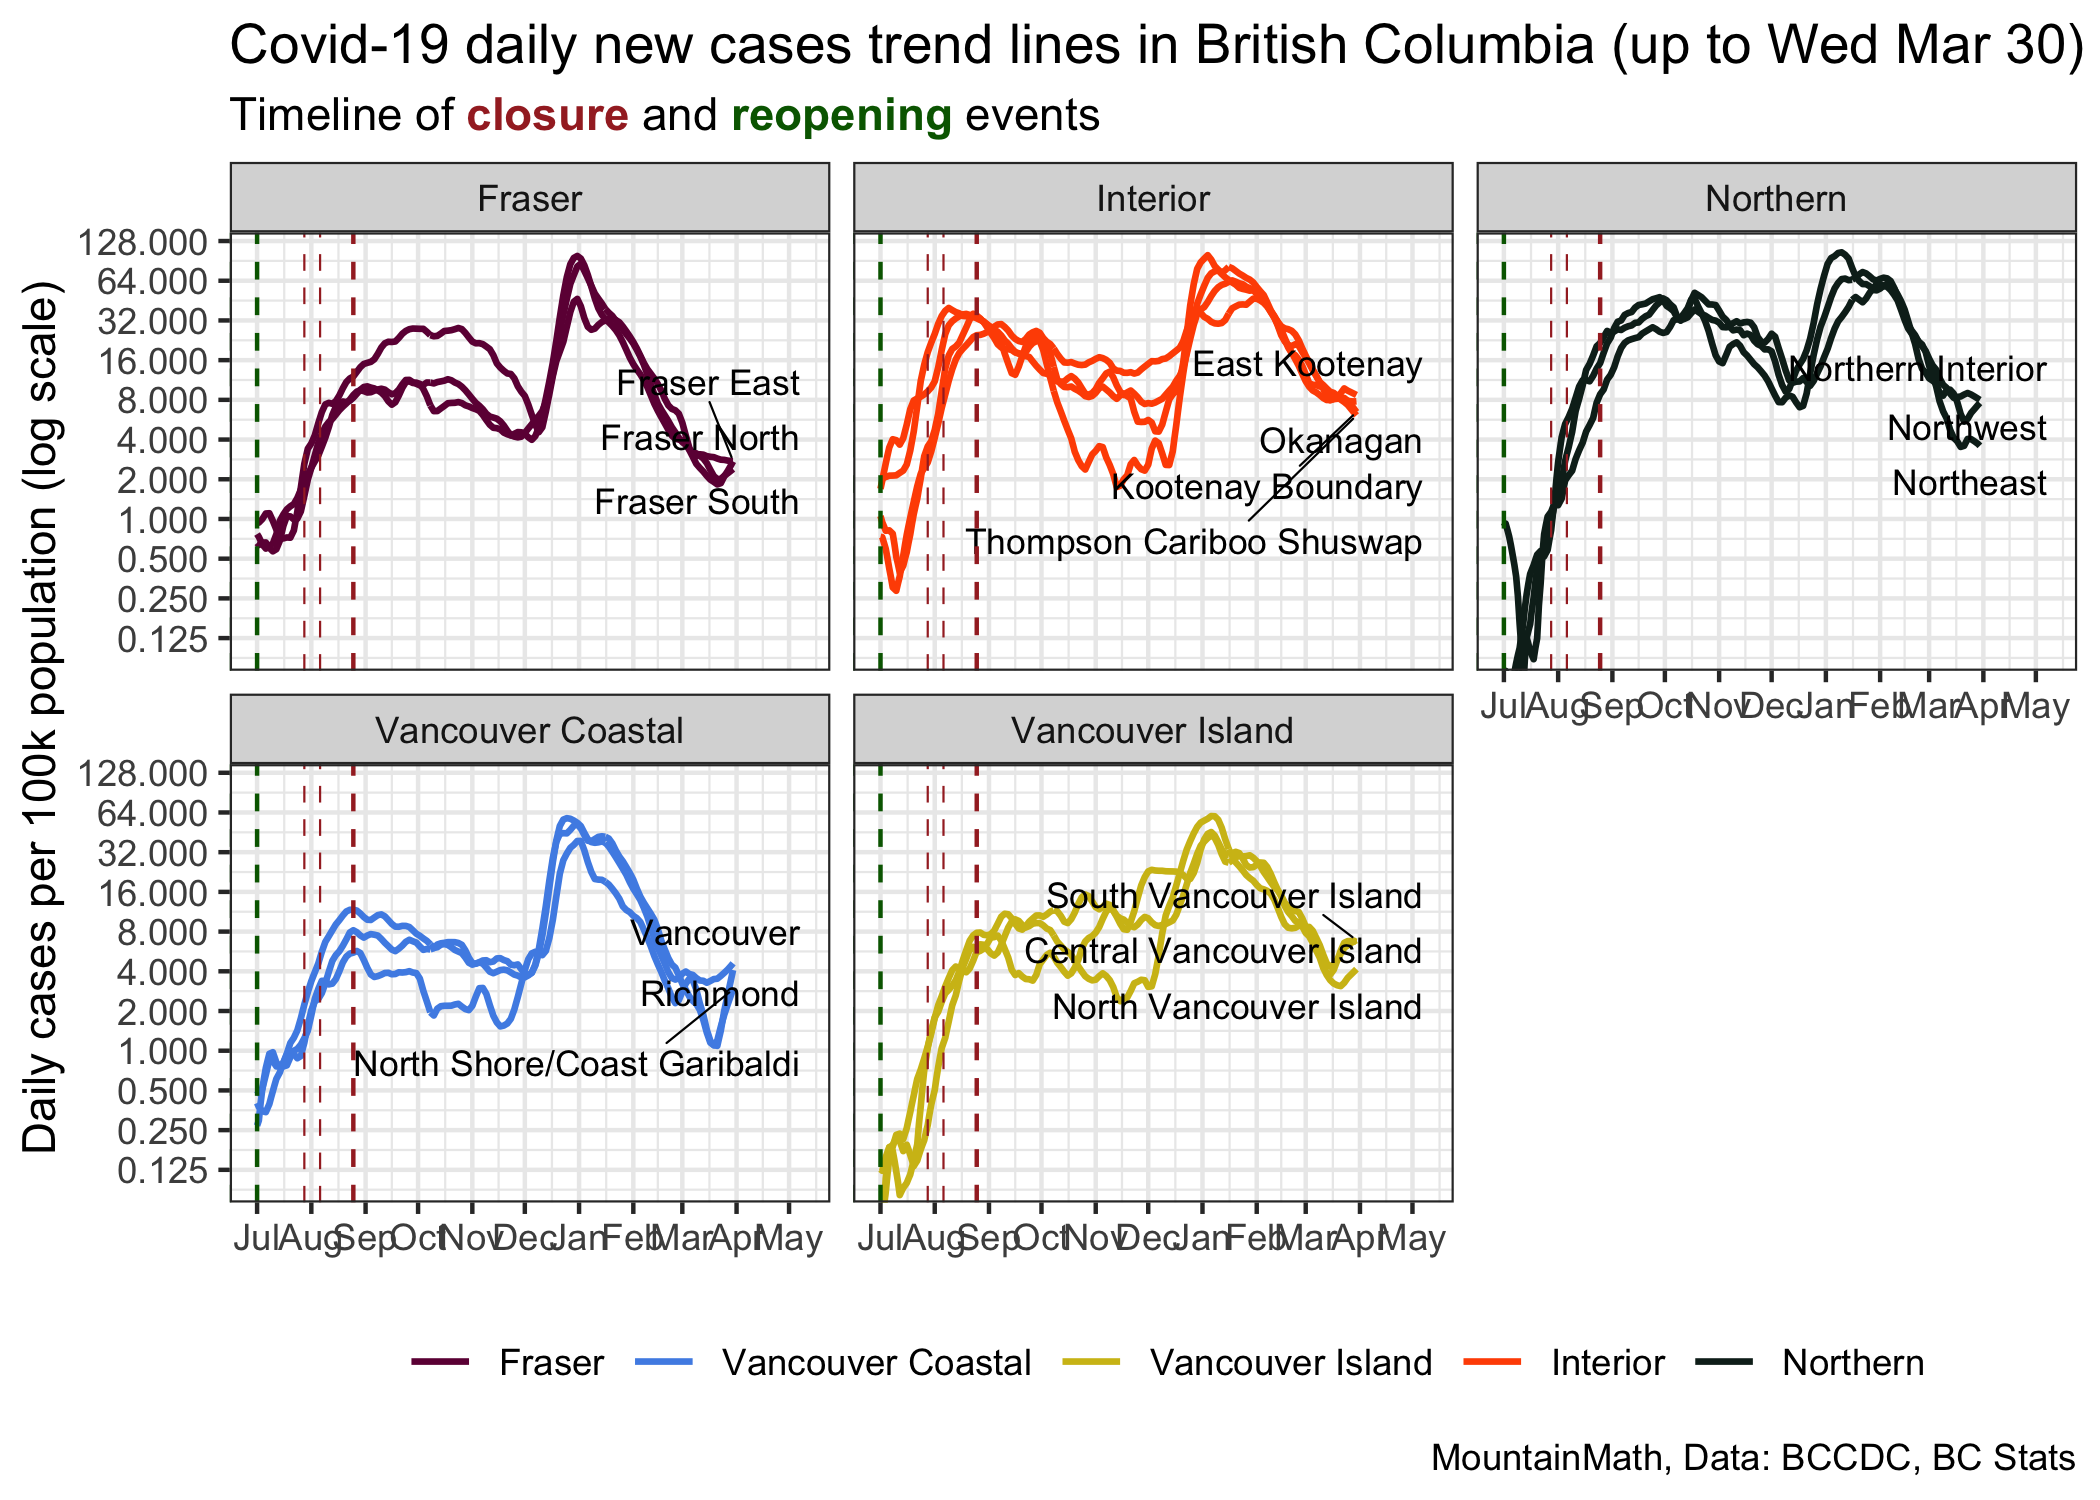 Covid-19 daily new cases trend lines in British Columbia (up to Wed Mar 30)
Timeline of closure and reopening events
Daily cases per 100k population (log scale)
Fraser
Interior
Northern
128.000
64.000
32.000
16.000
8.000
4.000
2.000
1.000
0.500
0.250
0.125
Fraser East
Fraser North
Fraser South
East Kootenay
Okanagan
Kootenay Boundary
Thompson Cariboo Shuswap
Northern Interior
Northwest
Northeast
Jul Aug Sep Oct Nov Dec Jan Feb Mar Apr May
Vancouver Coastal
Vancouver Island
128.000
64.000
32.000
16.000
8.000
4.000
2.000
1.000
0.500
0.250
0.125
Vancouver
Richmond
North Shore/Coast Garibaldi
South Vancouver Island
Central Vancouver Island
North Vancouver Island
Jul Aug Sep Oct Nov Dec Jan Feb Mar Apr May
Jul Aug Sep Oct Nov Dec Jan Feb Mar Apr May
Fraser Vancouver Coastal Vancouver Island Interior Northern
MountainMath, Data: BCCDC, BC Stats